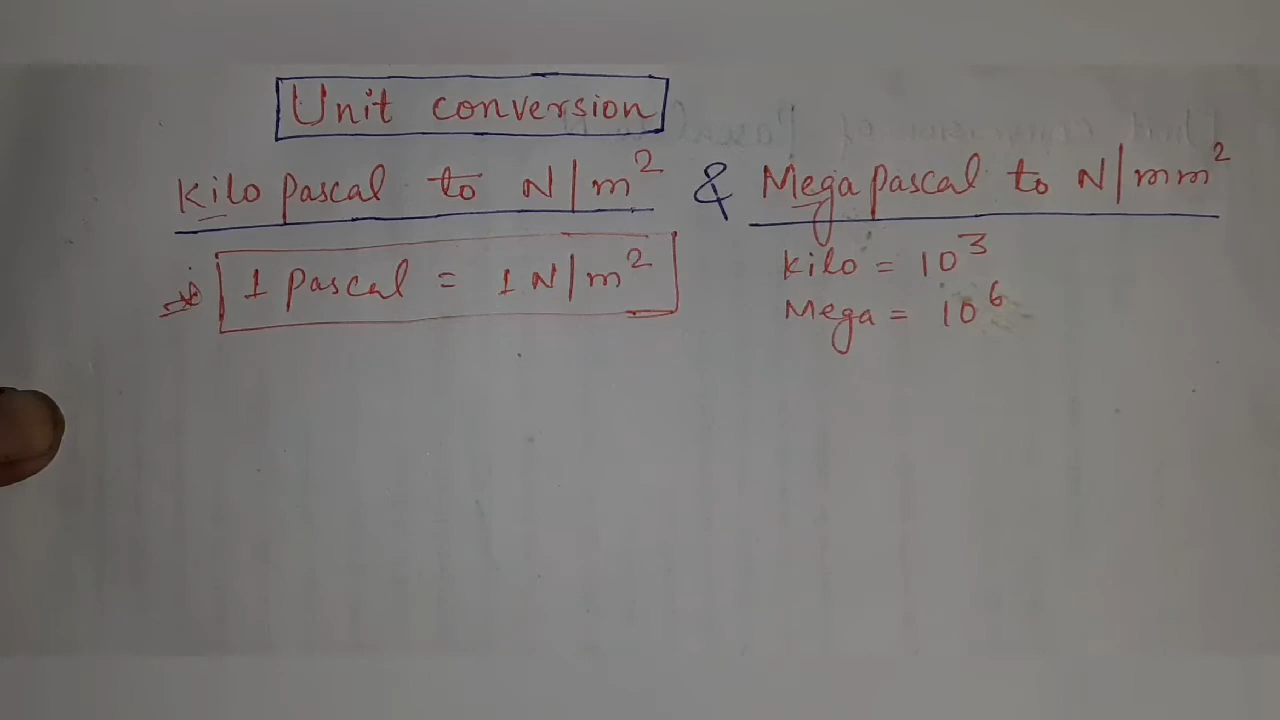 Unit conversion
Kilo pascal to N/m² & Mega pascal to N/mm²
1 Pascal = 1 N/m²
Kilo = 10³
Mega = 10⁶